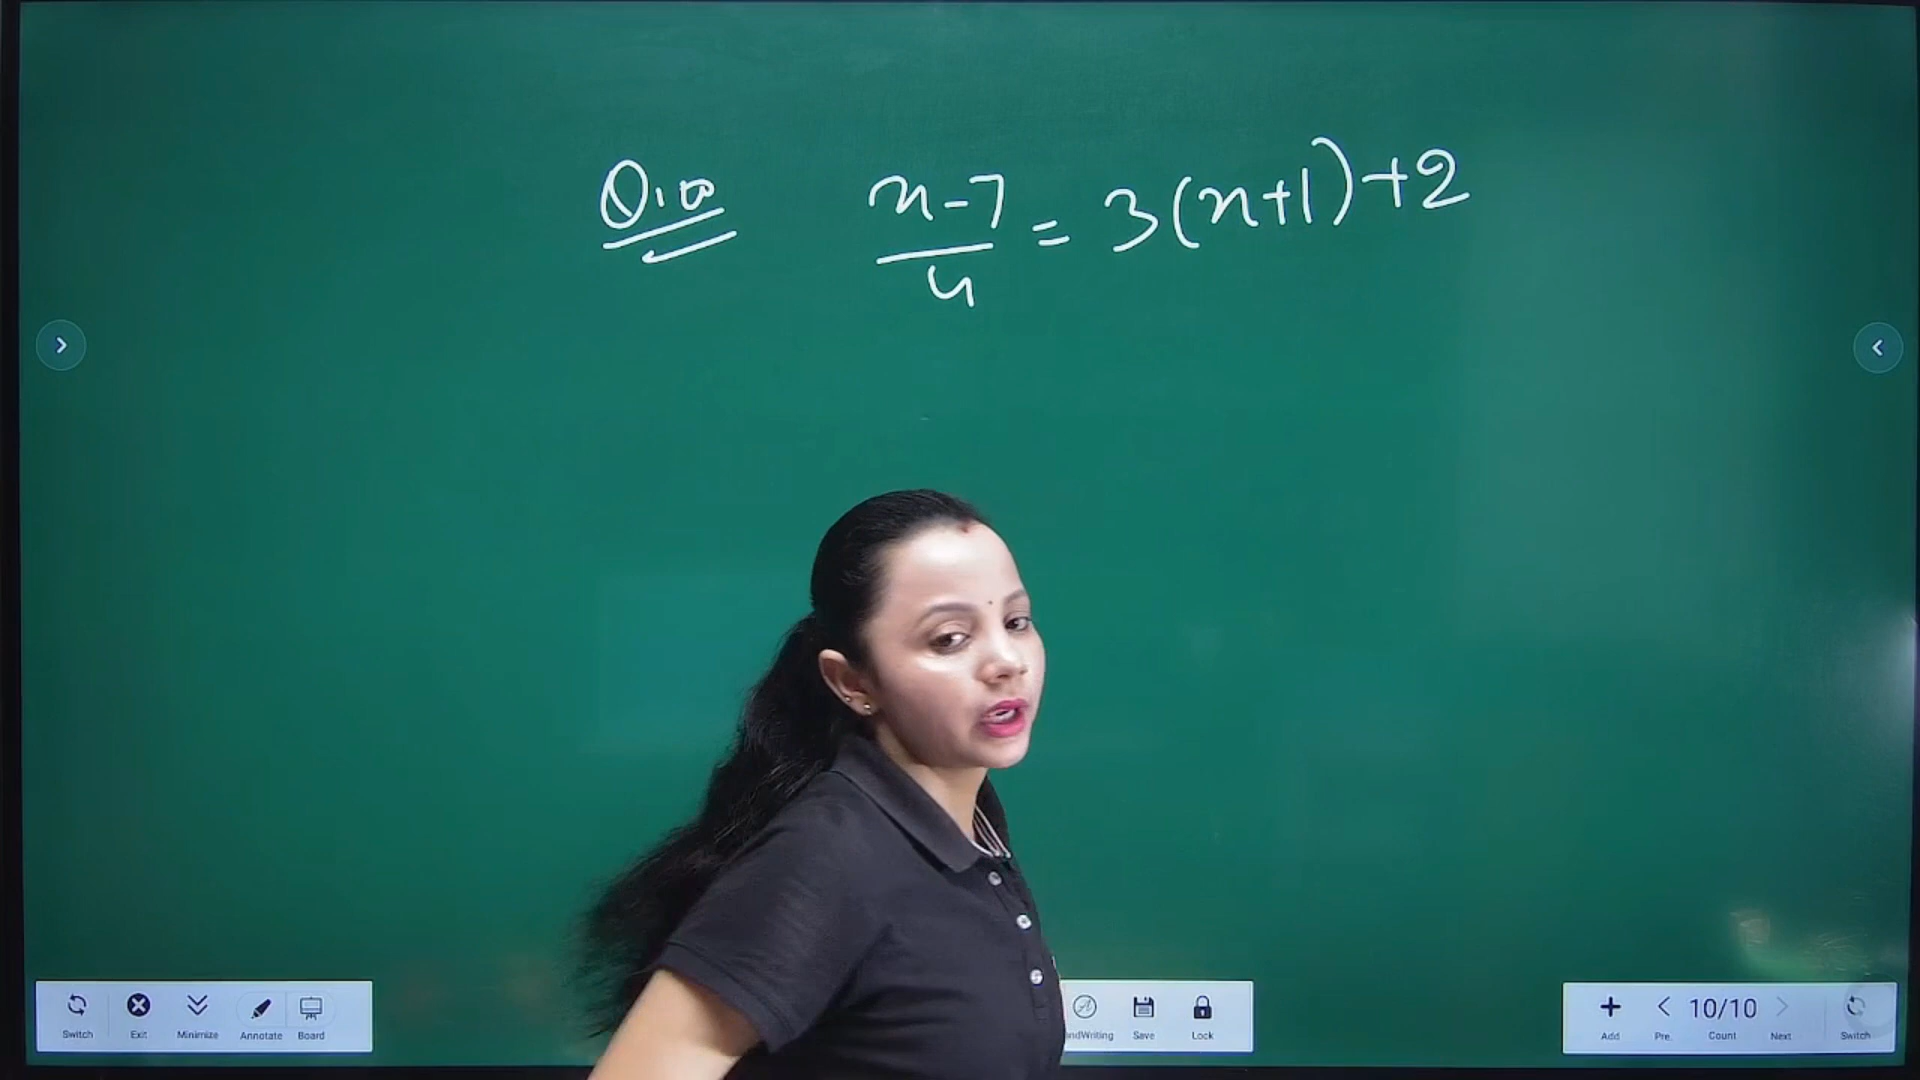 Q.10 x-7/4 = 3(x+1)+2
Switch Exit Minimize Annotate Board
ndWriting Save Lock
10/10
Add Pre. Count Next Switch